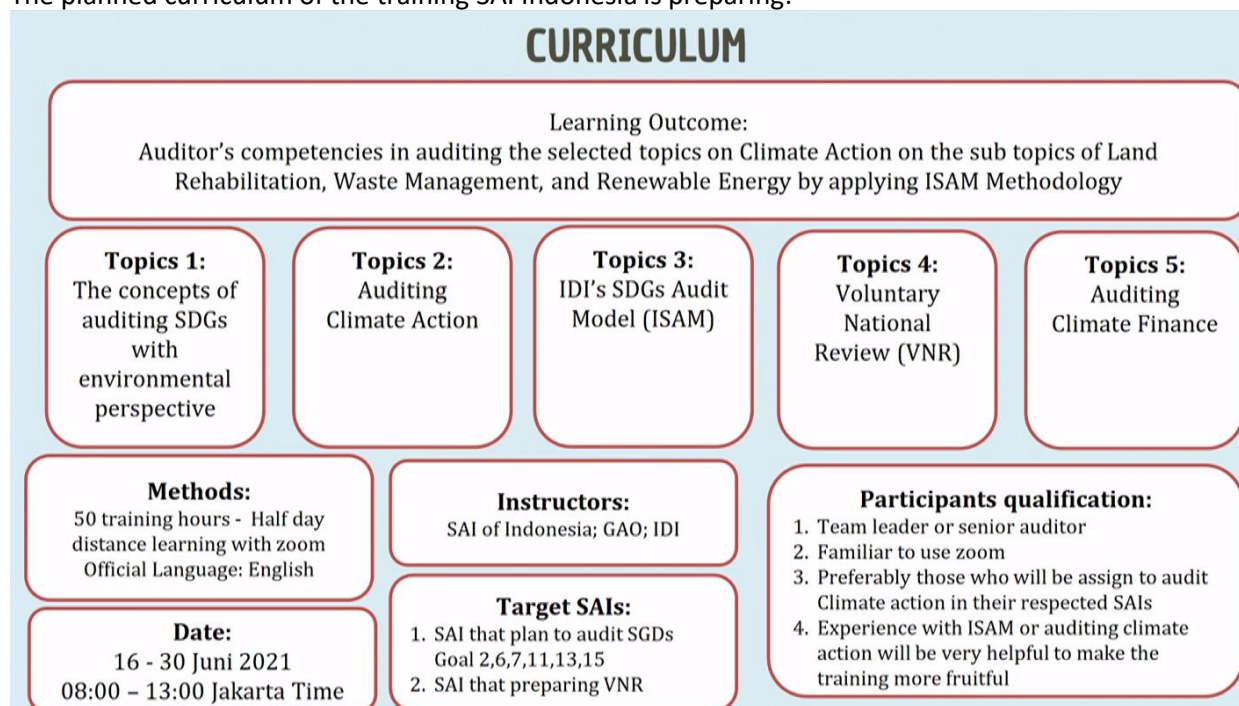 The planned curriculum of the training SAI Indonesia is preparing:
CURRICULUM
Learning Outcome:
Auditor's competencies in auditing the selected topics on Climate Action on the sub topics of Land
Rehabilitation, Waste Management, and Renewable Energy by applying ISAM Methodology
Topics 1:
The concepts of
auditing SDGs
with
environmental
perspective
Topics 2:
Auditing
Climate Action
Topics 3:
IDI's SDGs Audit
Model (ISAM)
Topics 4:
Voluntary
National
Review (VNR)
Topics 5:
Auditing
Climate Finance
Methods:
50 training hours - Half day
distance learning with zoom
Official Language: English
Date:
16 - 30 Juni 2021
08:00 – 13:00 Jakarta Time
Instructors:
SAI of Indonesia; GAO; IDI
Target SAIs:
1. SAI that plan to audit SGDs
Goal 2,6,7,11,13,15
2. SAI that preparing VNR
Participants qualification:
1. Team leader or senior auditor
2. Familiar to use zoom
3. Preferably those who will be assign to audit
Climate action in their respected SAIs
4. Experience with ISAM or auditing climate
action will be very helpful to make the
training more fruitful